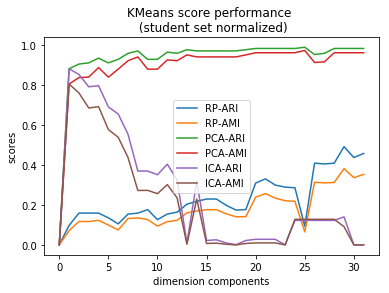 KMeans score performance
(student set normalized)
1.0
0.8
0.6
0.4
0.2
0.0
scores
RP-ARI
RP-AMI
PCA-ARI
PCA-AMI
ICA-ARI
ICA-AMI
0 5 10 15 20 25 30
dimension components